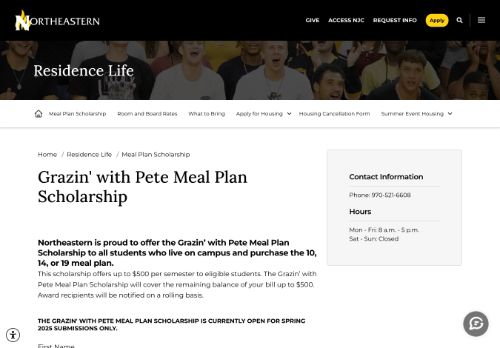 NORTHEASTERN
GIVE ACCESS NJC REQUEST INFO Apply
Residence Life
Meal Plan Scholarship Room and Board Rates What to Bring Apply for Housing Housing Cancellation Form Summer Event Housing
Home / Residence Life / Meal Plan Scholarship
Grazin' with Pete Meal Plan
Scholarship
Northeastern is proud to offer the Grazin' with Pete Meal Plan
Scholarship to all students who live on campus and purchase the 10,
14, or 19 meal plan.
This scholarship offers up to $500 per semester to eligible students. The Grazin' with
Pete Meal Plan Scholarship will cover the remaining balance of your bill up to $500.
Award recipients will be notified on a rolling basis.
THE GRAZIN' WITH PETE MEAL PLAN SCHOLARSHIP IS CURRENTLY OPEN FOR SPRING
2025 SUBMISSIONS ONLY.
First Name
Contact Information
Phone: 970-521-6608
Hours
Mon - Fri: 8 a.m. - 5 p.m.
Sat - Sun: Closed